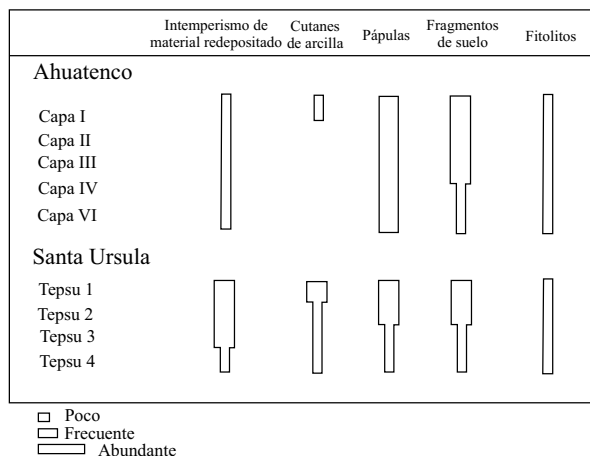 Intemperismo de material redepositado Cutanes de arcilla Pápulas Fragmentos de suelo Fitolitos
Ahuatenco
Capa I
Capa II
Capa III
Capa IV
Capa VI
Santa Ursula
Tepsu 1
Tepsu 2
Tepsu 3
Tepsu 4
Poco
Frecuente
Abundante